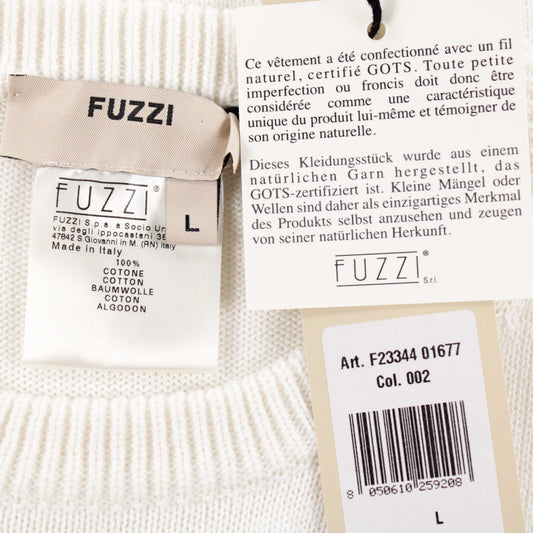 FUZZI
FUZZI®
FUZZI S.p.a. a Socio Un
via degli Ippocastani 36
47842 S.Giovanni in M. (RN) Italy
Made in Italy
100%
COTONE
COTTON
BAUMWOLLE
COTON
ALGODON
L
Ce vêtement a été confectionné avec un fil
naturel, certifié GOTS. Toute petite
imperfection ou froncis doit donc être
considérée comme une caractéristique
unique du produit lui-même et témoigner de
son origine naturelle.
Dieses Kleidungsstück wurde aus einem
natürlichen Garn hergestellt, das
GOTS-zertifiziert ist. Kleine Mängel oder
Wellen sind daher als einzigartiges Merkmal
des Produkts selbst anzusehen und zeugen
von seiner natürlichen Herkunft.
FUZZI®
S.r.l.
Art. F23344 01677
Col. 002
8 050610 259208
L